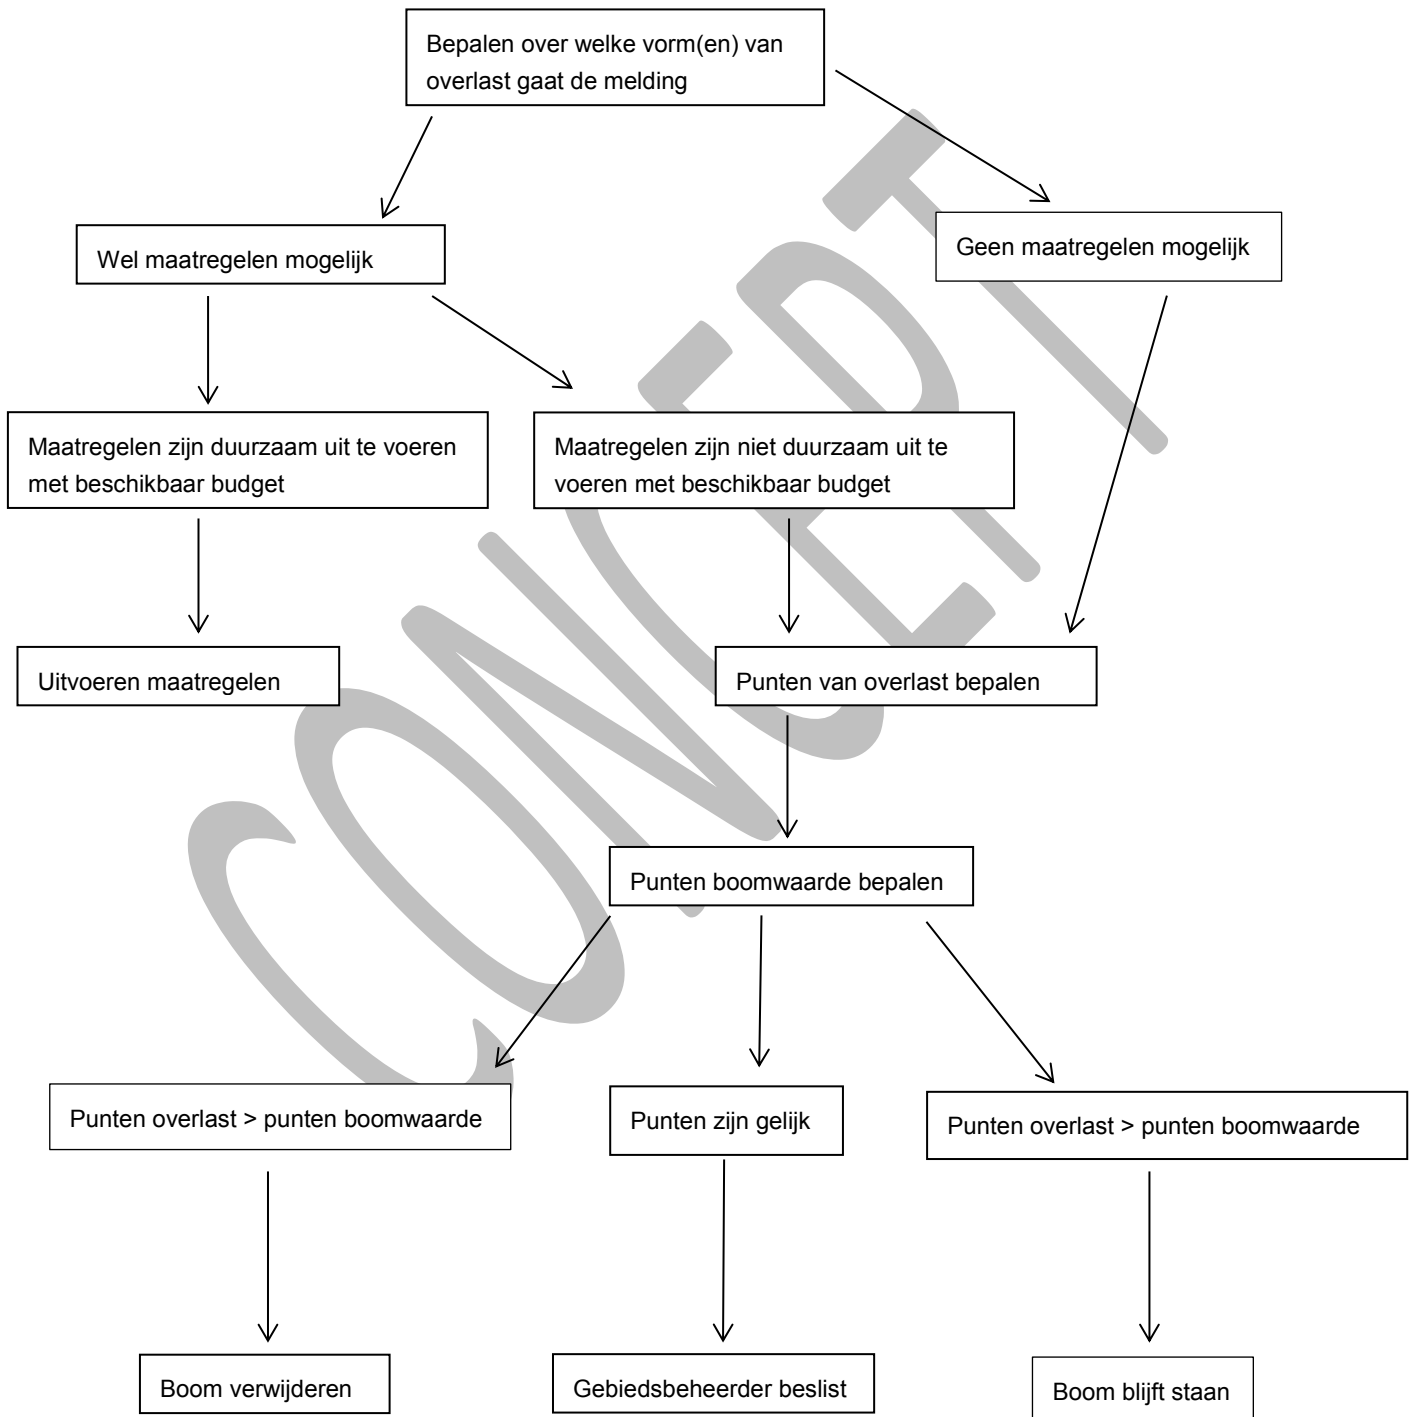 Bepalen over welke vorm(en) van
overlast gaat de melding
Wel maatregelen mogelijk
Geen maatregelen mogelijk
Maatregelen zijn duurzaam uit te voeren
met beschikbaar budget
Maatregelen zijn niet duurzaam uit te
voeren met beschikbaar budget
Uitvoeren maatregelen
Punten van overlast bepalen
Punten boomwaarde bepalen
Punten overlast > punten boomwaarde
Punten zijn gelijk
Punten overlast > punten boomwaarde
Boom verwijderen
Gebiedsbeheerder beslist
Boom blijft staan
CONCEPT